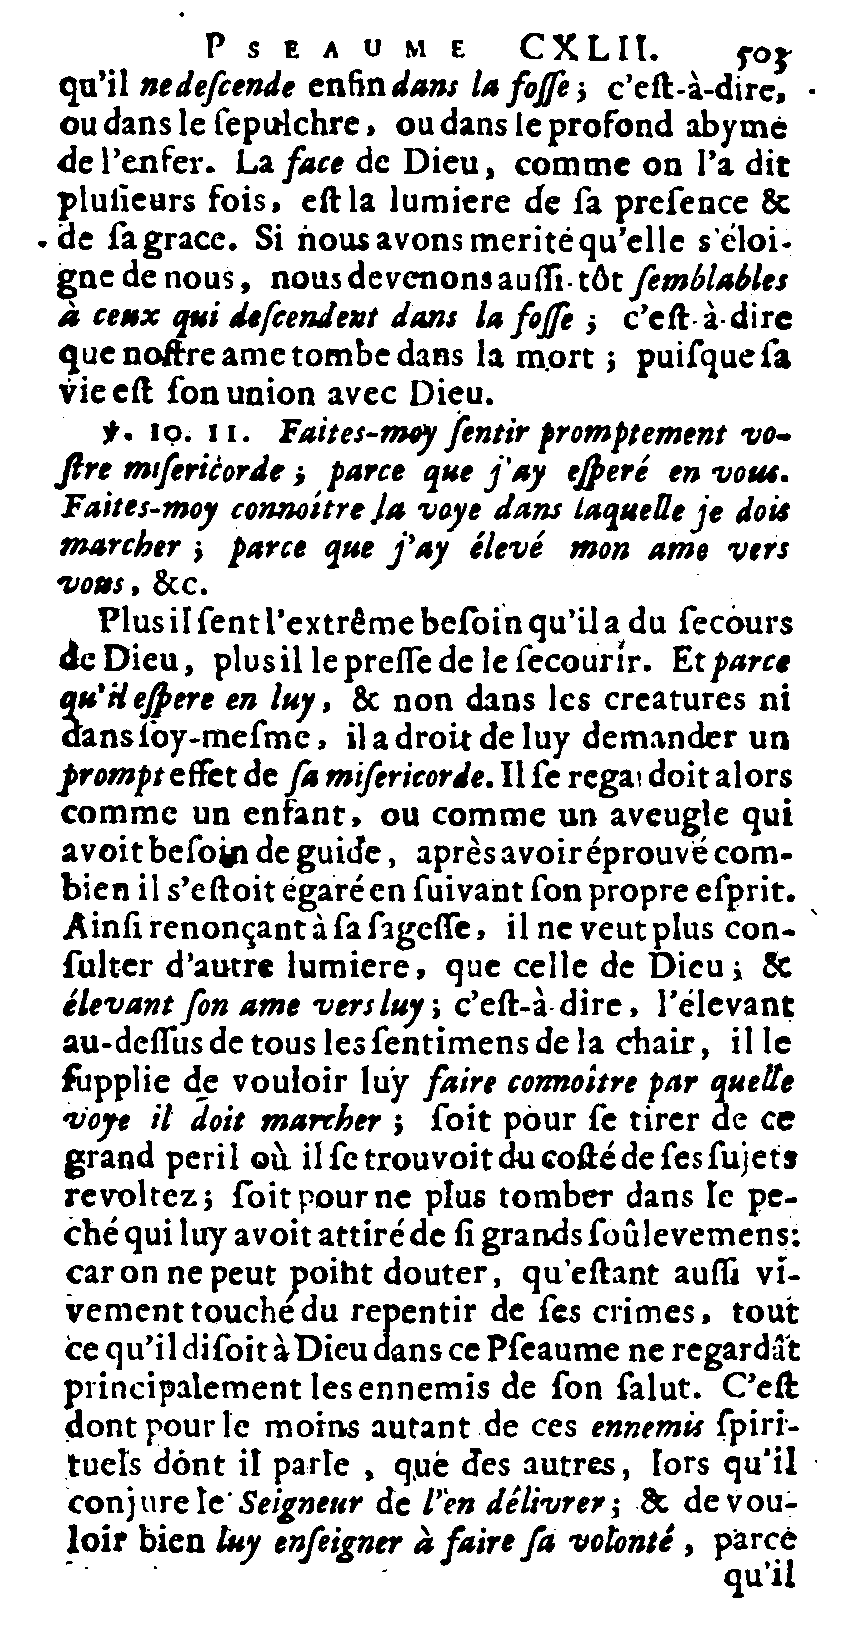 PSEAUME CXLII. 503
qu'il ne deſcende enfin dans la foſſe; c'eſt-à-dire,
ou dans le ſepulchre, ou dans le profond abyme
de l'enfer. La face de Dieu, comme on l'a dit
pluſieurs fois, eſt la lumiere de ſa preſence &
de ſa grace. Si nous avons merité qu'elle s'éloi-
gne de nous, nous devenons auſſi-tôt ſemblables
à ceux qui deſcendent dans la foſſe; c'eſt-à-dire
que noſtre ame tombe dans la mort; puiſque ſa
vie eſt ſon union avec Dieu.
℣. 10. 11. Faites-moy ſentir promptement vo-
ſtre miſericorde; parce que j'ay eſperé en vous.
Faites-moy connoître la voye dans laquelle je dois
marcher; parce que j'ay élevé mon ame vers
vous, &c.
Plus il ſent l'extrême beſoin qu'il a du ſecours
de Dieu, plus il le preſſe de le ſecourir. Et parce
qu'il eſpere en luy, & non dans les creatures ni
dans ſoy-meſme, il a droit de luy demander un
prompt effet de ſa miſericorde. Il ſe regardoit alors
comme un enfant, ou comme un aveugle qui
avoit beſoin de guide, après avoir éprouvé com-
bien il s'eſtoit égaré en ſuivant ſon propre eſprit.
Ainſi renonçant à ſa ſageſſe, il ne veut plus con-
ſulter d'autre lumiere, que celle de Dieu; &
élevant ſon ame vers luy; c'eſt-à-dire, l'élevant
au-deſſus de tous les ſentimens de la chair, il le
ſupplie de vouloir luy faire connoître par quelle
voye il doit marcher; ſoit pour ſe tirer de ce
grand peril où il ſe trouvoit du coſté de ſes ſujets
revoltez; ſoit pour ne plus tomber dans le pe-
ché qui luy avoit attiré de ſi grands ſoûlevemens:
car on ne peut point douter, qu'eſtant auſſi vi-
vement touché du repentir de ſes crimes, tout
ce qu'il diſoit à Dieu dans ce Pſeaume ne regardât
principalement les ennemis de ſon ſalut. C'eſt
dont pour le moins autant de ces ennemis ſpiri-
tuels dont il parle, que des autres, lors qu'il
conjure le Seigneur de l'en délivrer; & de vou-
loir bien luy enſeigner à faire ſa volonté, parce
qu'il